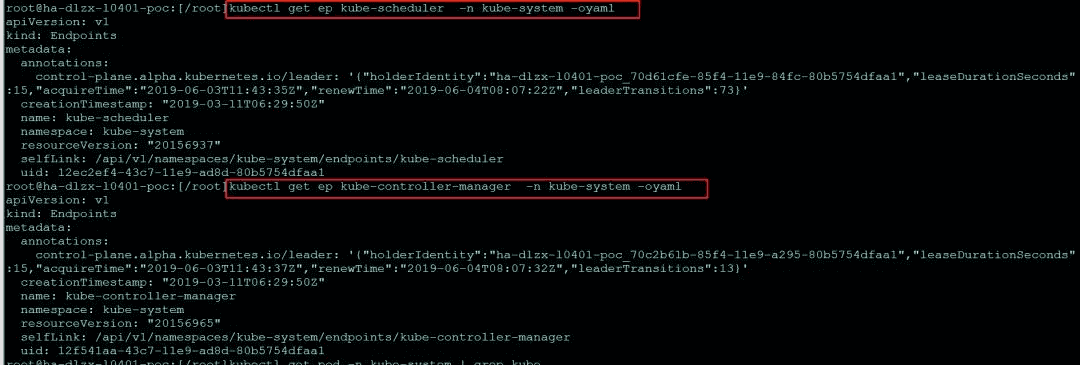 root@ha-dlzx-l0401-poc:[/root]kubectl get ep kube-scheduler  -n kube-system -oyaml
apiVersion: v1
kind: Endpoints
metadata:
  annotations:
    control-plane.alpha.kubernetes.io/leader: '{"holderIdentity":"ha-dlzx-l0401-poc_70d61cfe-85f4-11e9-84fc-80b5754dfaa1","leaseDurationSeconds"
:15,"acquireTime":"2019-06-03T11:43:35Z","renewTime":"2019-06-04T08:07:22Z","leaderTransitions":73}'
  creationTimestamp: "2019-03-11T06:29:50Z"
  name: kube-scheduler
  namespace: kube-system
  resourceVersion: "20156937"
  selfLink: /api/v1/namespaces/kube-system/endpoints/kube-scheduler
  uid: 12ec2ef4-43c7-11e9-ad8d-80b5754dfaa1
root@ha-dlzx-l0401-poc:[/root]kubectl get ep kube-controller-manager  -n kube-system -oyaml
apiVersion: v1
kind: Endpoints
metadata:
  annotations:
    control-plane.alpha.kubernetes.io/leader: '{"holderIdentity":"ha-dlzx-l0401-poc_70c2b61b-85f4-11e9-a295-80b5754dfaa1","leaseDurationSeconds"
:15,"acquireTime":"2019-06-03T11:43:37Z","renewTime":"2019-06-04T08:07:32Z","leaderTransitions":13}'
  creationTimestamp: "2019-03-11T06:29:50Z"
  name: kube-controller-manager
  namespace: kube-system
  resourceVersion: "20156965"
  selfLink: /api/v1/namespaces/kube-system/endpoints/kube-controller-manager
  uid: 12f541aa-43c7-11e9-ad8d-80b5754dfaa1
root@ha-dlzx-l0401-poc:[/root]kubectl get pod -n kube-system | grep kube